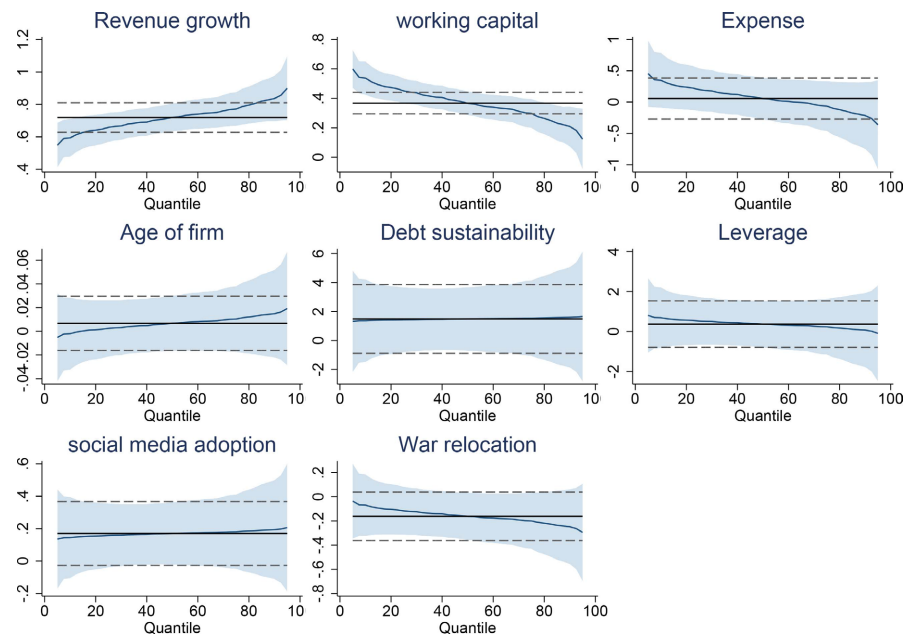 Revenue growth
1.2
1
.8
.6
.4
0 20 40 60 80 10
Quantile
working capital
.8
.6
.4
.2
0
0 20 40 60 80 10(
Quantile
Expense
1
.5
0
-.5
-1
0 20 40 60 80 100
Quantile
Age of firm
.06
.04
.02
0
-.02
-.04
0 20 40 60 80 10
Quantile
Debt sustainability
6
4
2
0
-2
0 20 40 60 80 100
Quantile
Leverage
4
2
0
-2
0 20 40 60 80 100
Quantile
social media adoption
.6
.4
.2
0
-.2
0 20 40 60 80 100
Quantile
War relocation
.2
0
-.2
-.4
-.6
-.8
0 20 40 60 80 100
Quantile